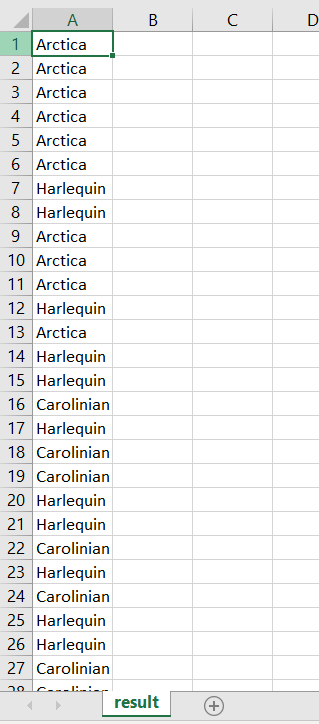 A B C D
1 Arctica
2 Arctica
3 Arctica
4 Arctica
5 Arctica
6 Arctica
7 Harlequin
8 Harlequin
9 Arctica
10 Arctica
11 Arctica
12 Harlequin
13 Arctica
14 Harlequin
15 Harlequin
16 Carolinian
17 Harlequin
18 Carolinian
19 Carolinian
20 Harlequin
21 Harlequin
22 Carolinian
23 Harlequin
24 Carolinian
25 Harlequin
26 Harlequin
27 Carolinian
28 Carolinian
result